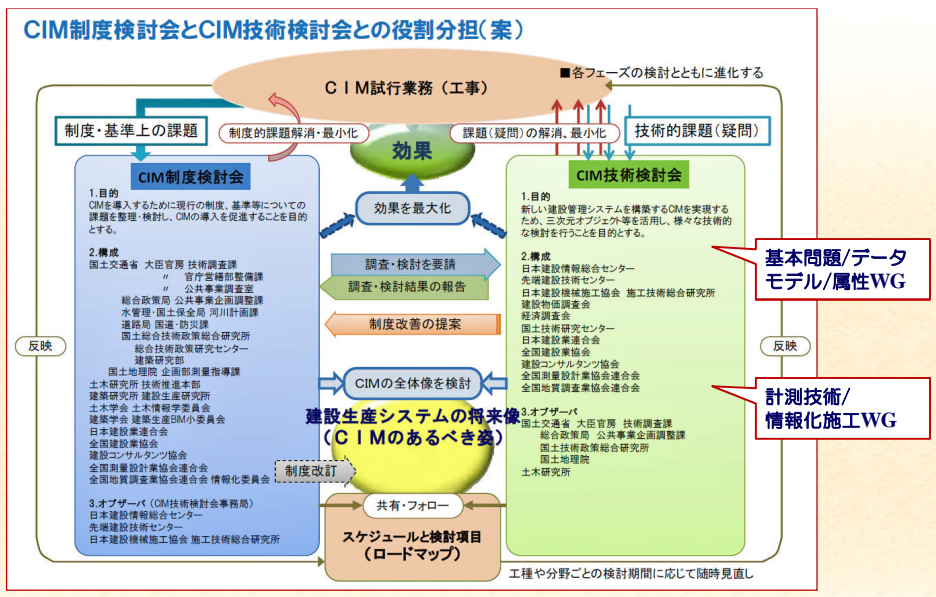 CIM制度検討会とCIM技術検討会との役割分担(案)
■各フェーズの検討とともに進化する
CIM試行業務(工事)
制度・基準上の課題
制度的課題解消・最小化
課題(疑問)の解消、最小化
技術的課題(疑問)
効果
CIM制度検討会
1.目的
CIMを導入するために現行の制度、基準等についての
課題を整理・検討し、CIMの導入を促進することを目的
とする。
2.構成
国土交通省 大臣官房 技術調査課
〃 官庁営繕部整備課
〃 公共事業調査室
総合政策局 公共事業企画調整課
水管理・国土保全局 河川計画課
道路局 国道・防災課
国土総合技術政策総合研究所
総合技術政策研究センター
建築研究部
国土地理院 企画部測量指導課
土木研究所 技術推進本部
建築研究所 建設生産研究所
土木学会 土木情報学委員会
建築学会 建築生産BIM小委員会
日本建設業連合会
全国建設業協会
建設コンサルタンツ協会
全国測量設計業協会連合会
全国地質調査業協会連合会 情報化委員会
3.オブザーバ(CIM技術検討会事務局)
日本建設情報総合センター
先端建設技術センター
日本建設機械施工協会 施工技術総合研究所
効果を最大化
調査・検討を要請
調査・検討結果の報告
制度改善の提案
CIMの全体像を検討
建設生産システムの将来像
(CIMのあるべき姿)
制度改訂
共有・フォロー
スケジュールと検討項目
(ロードマップ)
反映
CIM技術検討会
1.目的
新しい建設管理システムを構築するCIMを実現する
ため、三次元オブジェクト等を活用し、様々な技術的
な検討を行うことを目的とする。
2.構成
日本建設情報総合センター
先端建設技術センター
日本建設機械施工協会 施工技術総合研究所
建設物価調査会
経済調査会
国土技術研究センター
日本建設業連合会
全国建設業協会
建設コンサルタンツ協会
全国測量設計業協会連合会
全国地質調査業協会連合会
3.オブザーバ
国土交通省 大臣官房 技術調査課
総合政策局 公共事業企画調整課
国土技術政策総合研究所
国土地理院
土木研究所
反映
工種や分野ごとの検討期間に応じて随時見直し
基本問題/データ
モデル/属性WG
計測技術/
情報化施工WG